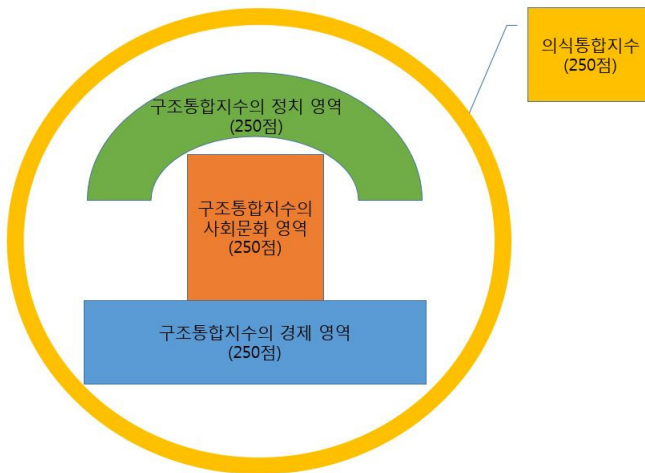 의식통합지수
(250점)
구조통합지수의 정치 영역
(250점)
구조통합지수의
사회문화 영역
(250점)
구조통합지수의 경제 영역
(250점)